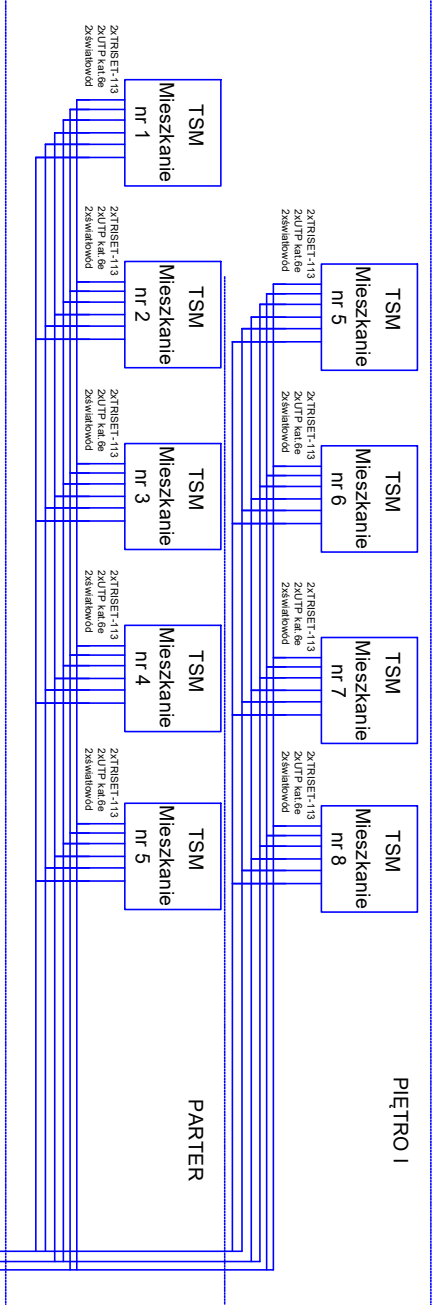 PIĘTRO I
TSM
Mieszkanie
nr 5
2xTRISET-113
2xUTP kat.6e
2xświatłowód
TSM
Mieszkanie
nr 6
2xTRISET-113
2xUTP kat.6e
2xświatłowód
TSM
Mieszkanie
nr 7
2xTRISET-113
2xUTP kat.6e
2xświatłowód
TSM
Mieszkanie
nr 8
2xTRISET-113
2xUTP kat.6e
2xświatłowód
PARTER
TSM
Mieszkanie
nr 1
2xTRISET-113
2xUTP kat.6e
2xświatłowód
TSM
Mieszkanie
nr 2
2xTRISET-113
2xUTP kat.6e
2xświatłowód
TSM
Mieszkanie
nr 3
2xTRISET-113
2xUTP kat.6e
2xświatłowód
TSM
Mieszkanie
nr 4
2xTRISET-113
2xUTP kat.6e
2xświatłowód
TSM
Mieszkanie
nr 5
2xTRISET-113
2xUTP kat.6e
2xświatłowód